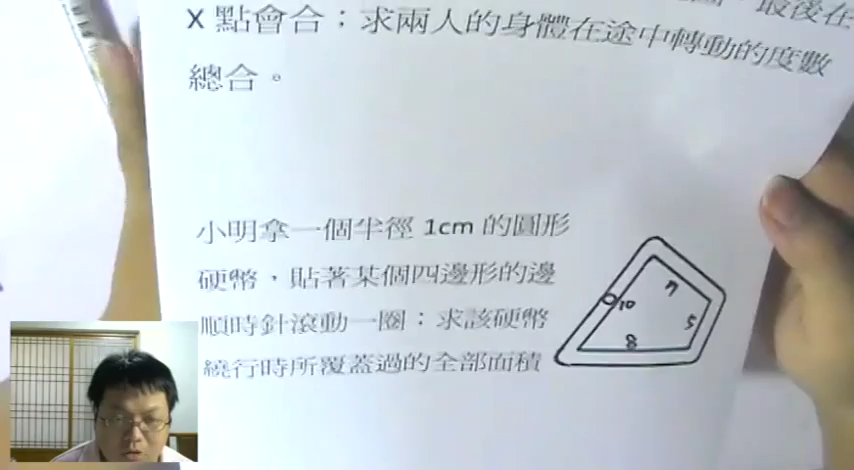 X 點會合；求兩人的身體在途中轉動的度數
總合。
小明拿一個半徑 1cm 的圓形
硬幣，貼著某個四邊形的邊
順時針滾動一圈；求該硬幣
繞行時所覆蓋過的全部面積
10
7
5
8